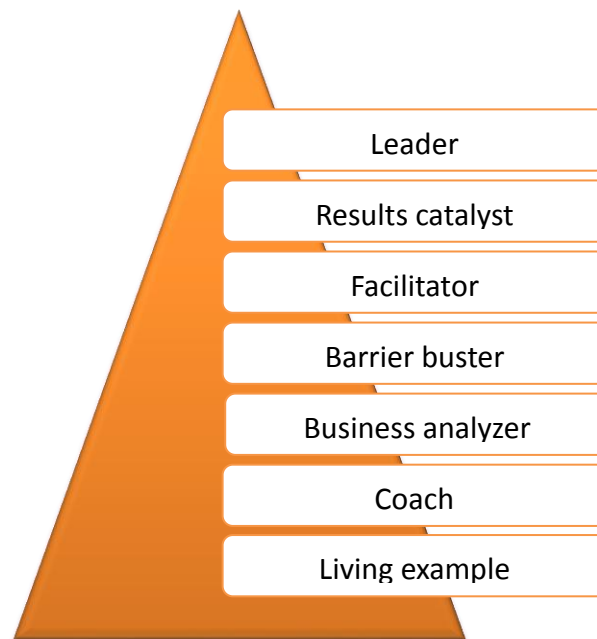 Leader
Results catalyst
Facilitator
Barrier buster
Business analyzer
Coach
Living example